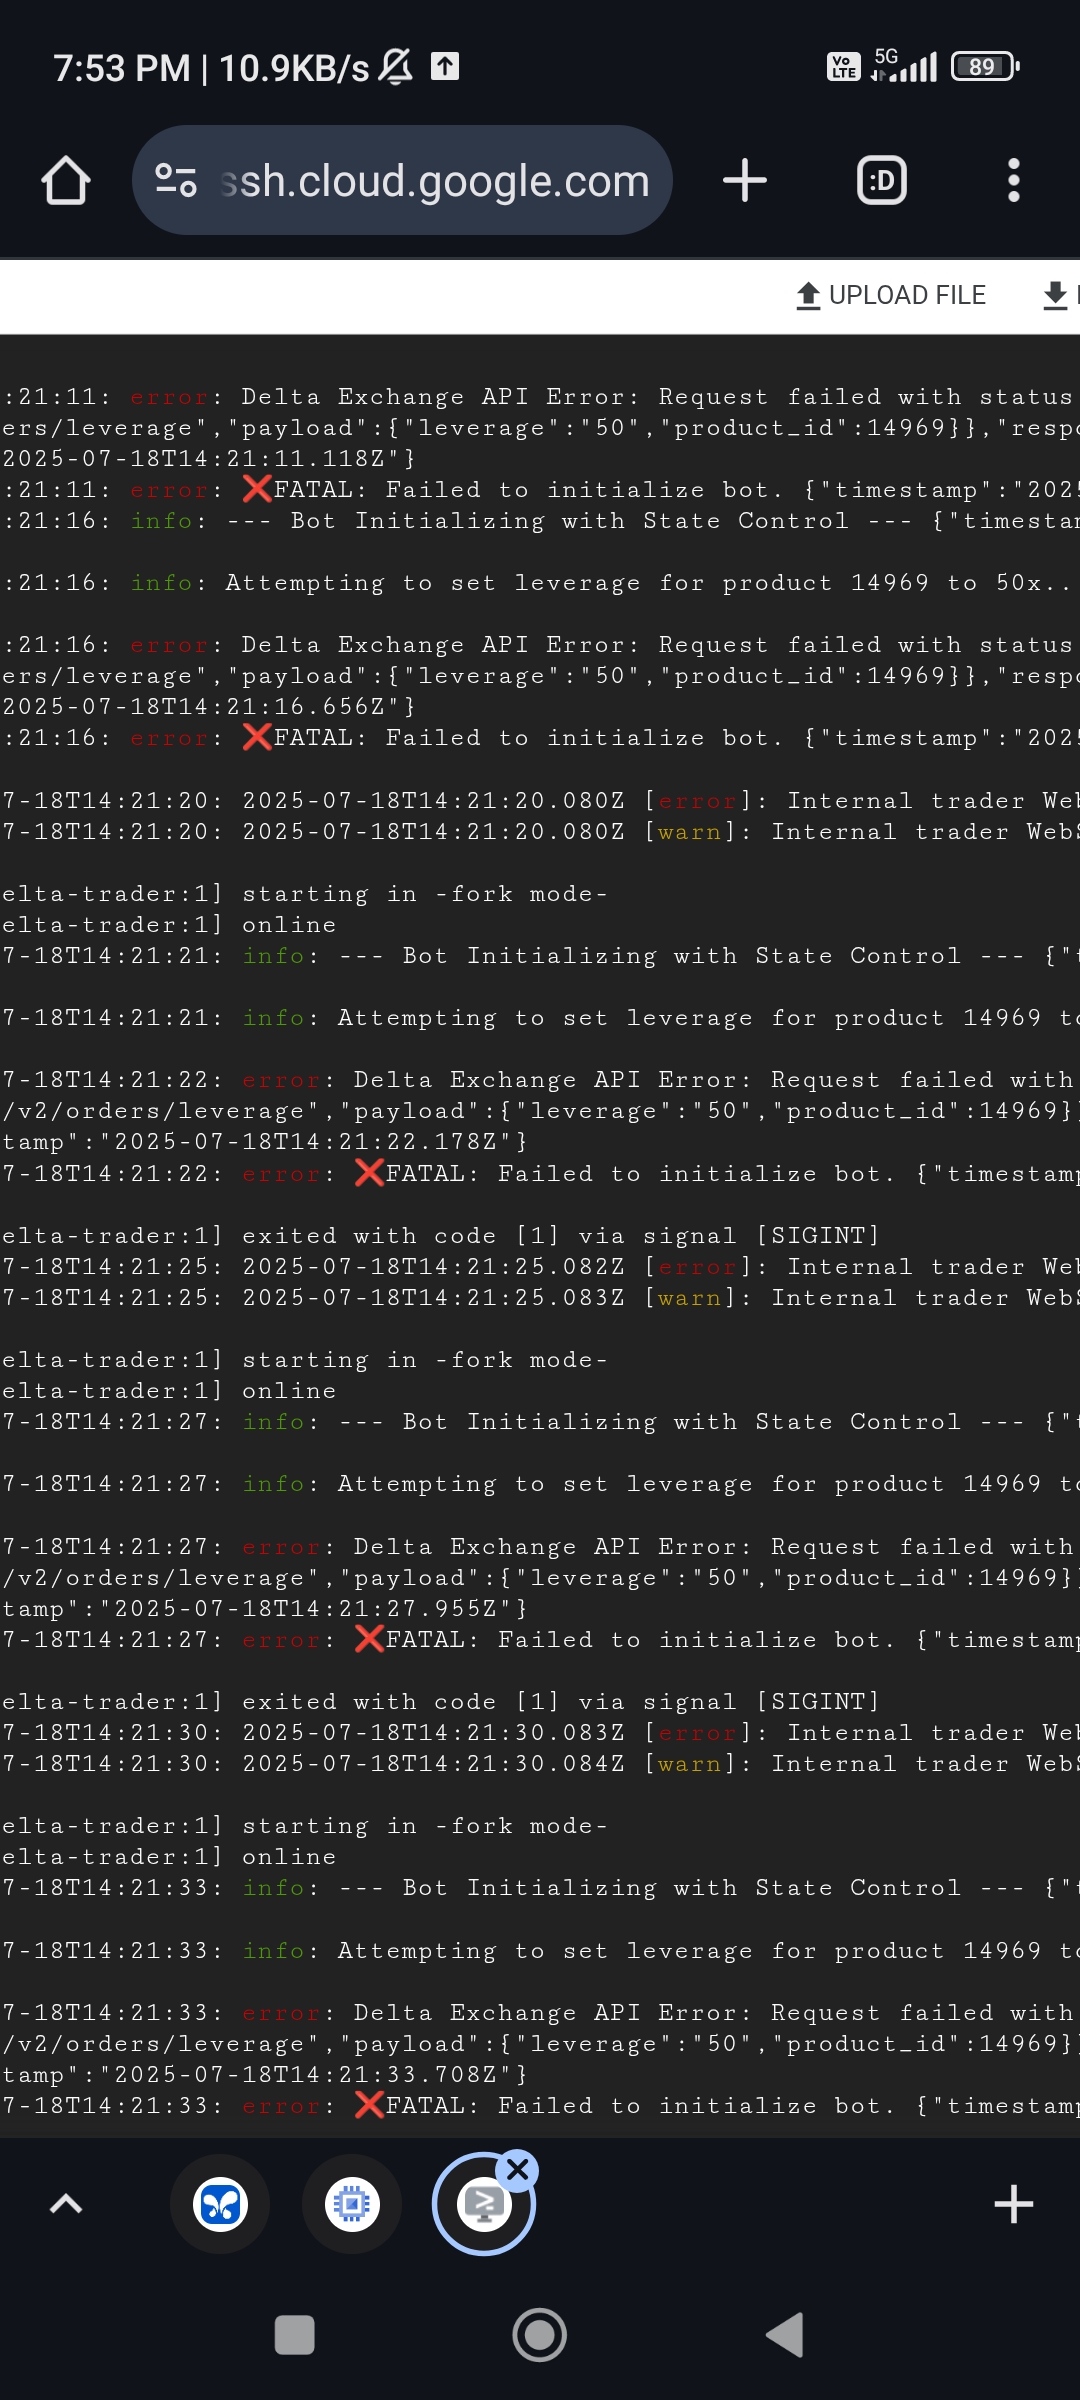 7:53 PM | 10.9KB/s
Vo LTE 5G 89
ssh.cloud.google.com
:D
UPLOAD FILE
:21:11: error: Delta Exchange API Error: Request failed with status
ers/leverage","payload":{"leverage":"50","product_id":14969}},"respo
2025-07-18T14:21:11.118Z"}
:21:11: error: ❌FATAL: Failed to initialize bot. {"timestamp":"2025
:21:16: info: --- Bot Initializing with State Control --- {"timestam
:21:16: info: Attempting to set leverage for product 14969 to 50x..
:21:16: error: Delta Exchange API Error: Request failed with status
ers/leverage","payload":{"leverage":"50","product_id":14969}},"respo
2025-07-18T14:21:16.656Z"}
:21:16: error: ❌FATAL: Failed to initialize bot. {"timestamp":"2025
7-18T14:21:20: 2025-07-18T14:21:20.080Z [error]: Internal trader Web
7-18T14:21:20: 2025-07-18T14:21:20.080Z [warn]: Internal trader WebS
elta-trader:1] starting in -fork mode-
elta-trader:1] online
7-18T14:21:21: info: --- Bot Initializing with State Control --- {"t
7-18T14:21:21: info: Attempting to set leverage for product 14969 to
7-18T14:21:22: error: Delta Exchange API Error: Request failed with
/v2/orders/leverage","payload":{"leverage":"50","product_id":14969}}
tamp":"2025-07-18T14:21:22.178Z"}
7-18T14:21:22: error: ❌FATAL: Failed to initialize bot. {"timestamp
elta-trader:1] exited with code [1] via signal [SIGINT]
7-18T14:21:25: 2025-07-18T14:21:25.082Z [error]: Internal trader Web
7-18T14:21:25: 2025-07-18T14:21:25.083Z [warn]: Internal trader WebS
elta-trader:1] starting in -fork mode-
elta-trader:1] online
7-18T14:21:27: info: --- Bot Initializing with State Control --- {"t
7-18T14:21:27: info: Attempting to set leverage for product 14969 to
7-18T14:21:27: error: Delta Exchange API Error: Request failed with
/v2/orders/leverage","payload":{"leverage":"50","product_id":14969}}
tamp":"2025-07-18T14:21:27.955Z"}
7-18T14:21:27: error: ❌FATAL: Failed to initialize bot. {"timestamp
elta-trader:1] exited with code [1] via signal [SIGINT]
7-18T14:21:30: 2025-07-18T14:21:30.083Z [error]: Internal trader Web
7-18T14:21:30: 2025-07-18T14:21:30.084Z [warn]: Internal trader WebS
elta-trader:1] starting in -fork mode-
elta-trader:1] online
7-18T14:21:33: info: --- Bot Initializing with State Control --- {"t
7-18T14:21:33: info: Attempting to set leverage for product 14969 to
7-18T14:21:33: error: Delta Exchange API Error: Request failed with
/v2/orders/leverage","payload":{"leverage":"50","product_id":14969}}
tamp":"2025-07-18T14:21:33.708Z"}
7-18T14:21:33: error: ❌FATAL: Failed to initialize bot. {"timestamp